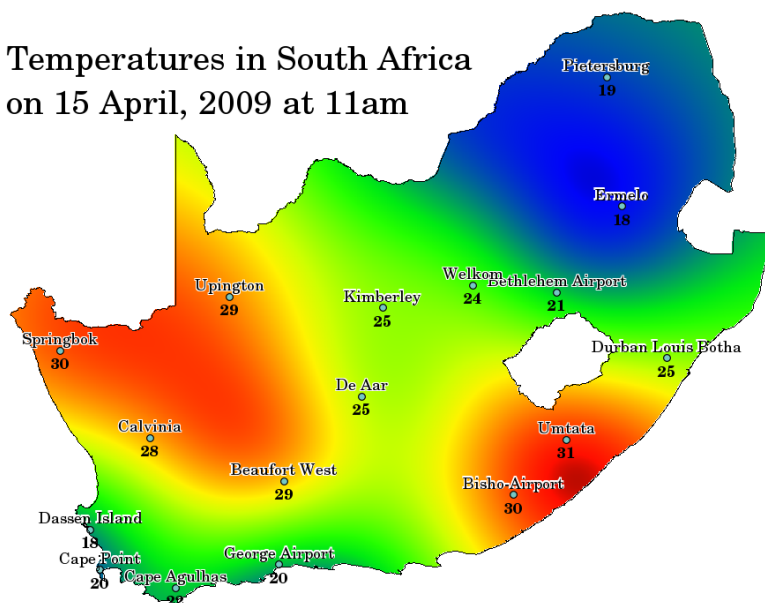 Temperatures in South Africa
on 15 April, 2009 at 11am
Pietersburg
19
Ermelo
18
Welkom
24
Bethlehem Airport
21
Upington
29
Kimberley
25
Springbok
30
Durban Louis Botha
25
De Aar
25
Calvinia
28
Umtata
31
Beaufort West
29
Bisho-Airport
30
Dassen Island
18
Cape Point
20
George Airport
20
Cape Agulhas